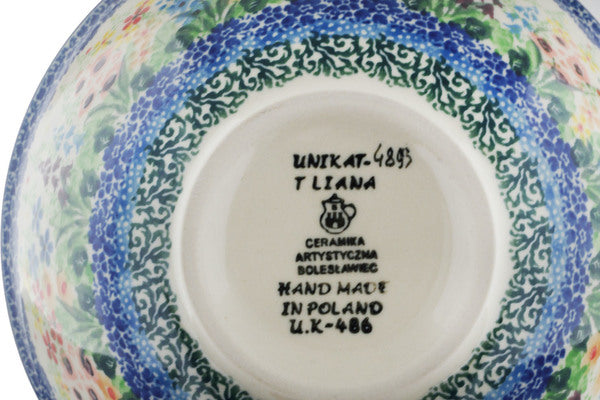 UNIKAT-4893
T LIANA
CERAMIKA
ARTYSTYCZNA
BOLESŁAWIEC
HAND MADE
IN POLAND
U.K-486